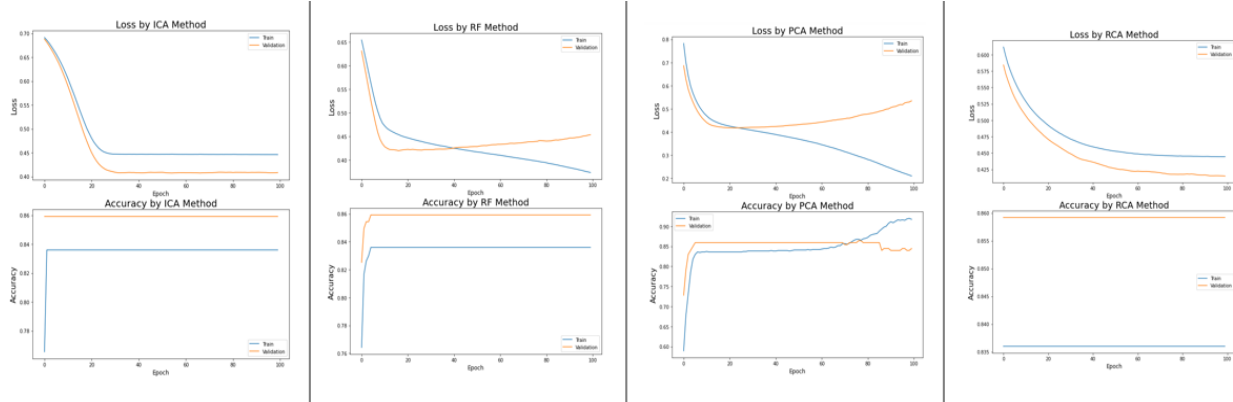 Loss by ICA Method
Loss
0.70
0.65
0.60
0.55
0.50
0.45
0.40
Train
Validation
0 20 40 60 80 100
Epoch
Accuracy by ICA Method
Accuracy
0.86
0.84
0.82
0.80
0.78
Train
Validation
0 20 40 60 80 100
Epoch
Loss by RF Method
Loss
0.65
0.60
0.55
0.50
0.45
0.40
Train
Validation
0 20 40 60 80 100
Epoch
Accuracy by RF Method
Accuracy
0.86
0.84
0.82
0.80
0.78
0.76
Train
Validation
0 20 40 60 80 100
Epoch
Loss by PCA Method
Loss
0.8
0.7
0.6
0.5
0.4
0.3
0.2
Train
Validation
0 20 40 60 80 100
Epoch
Accuracy by PCA Method
Accuracy
0.90
0.85
0.80
0.75
0.70
0.65
0.60
Train
Validation
0 20 40 60 80 100
Epoch
Loss by RCA Method
Loss
0.600
0.575
0.550
0.525
0.500
0.475
0.450
0.425
Train
Validation
0 20 40 60 80 100
Epoch
Accuracy by RCA Method
Accuracy
0.860
0.855
0.850
0.845
0.840
0.835
Train
Validation
0 20 40 60 80 100
Epoch